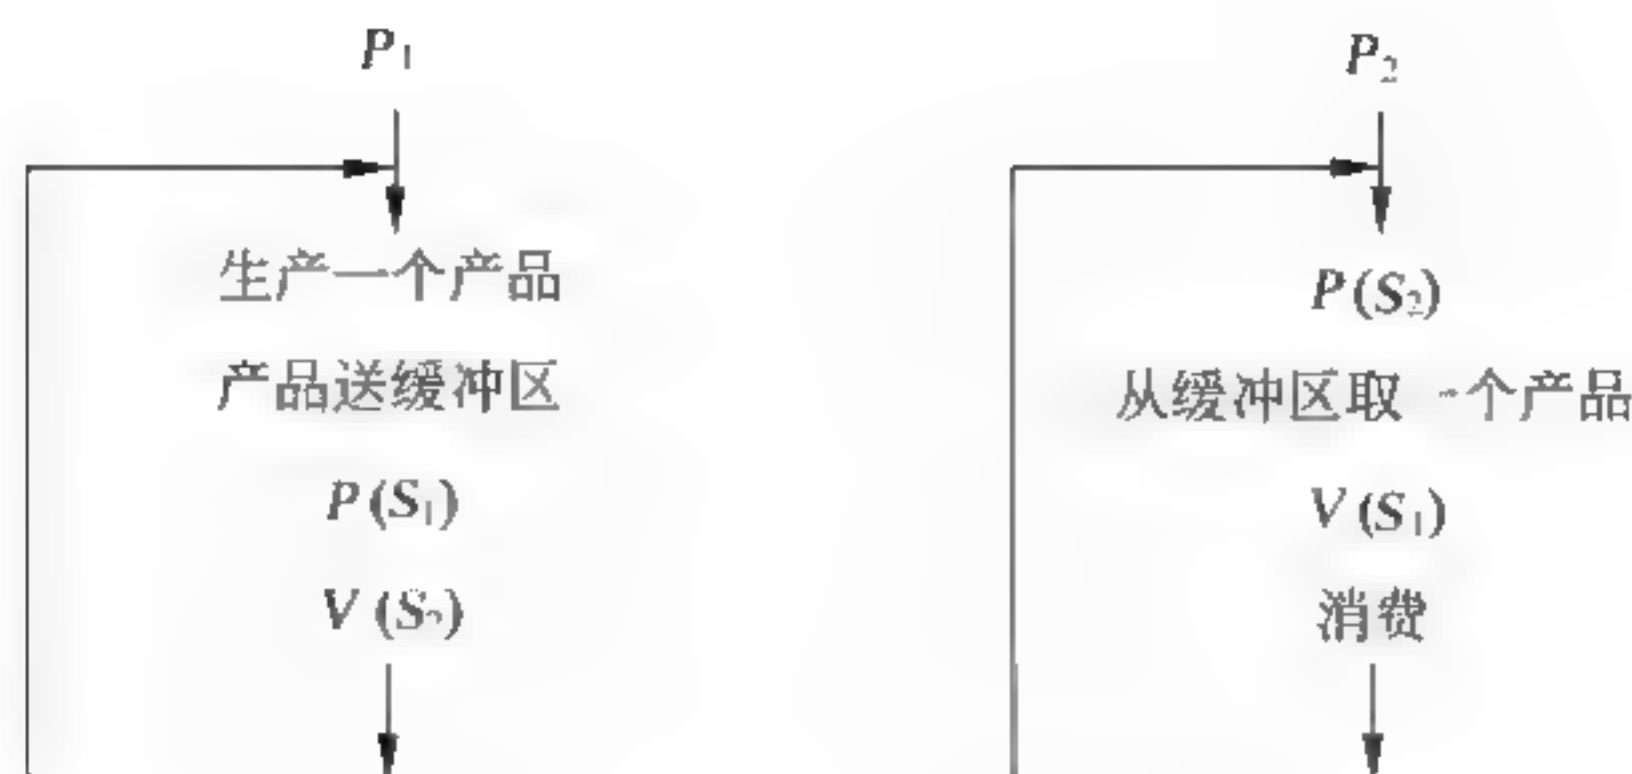 P₁
生产一个产品
产品送缓冲区
P(S₁)
V(S₂)
P₂
P(S₂)
从缓冲区取一个产品
V(S₁)
消费